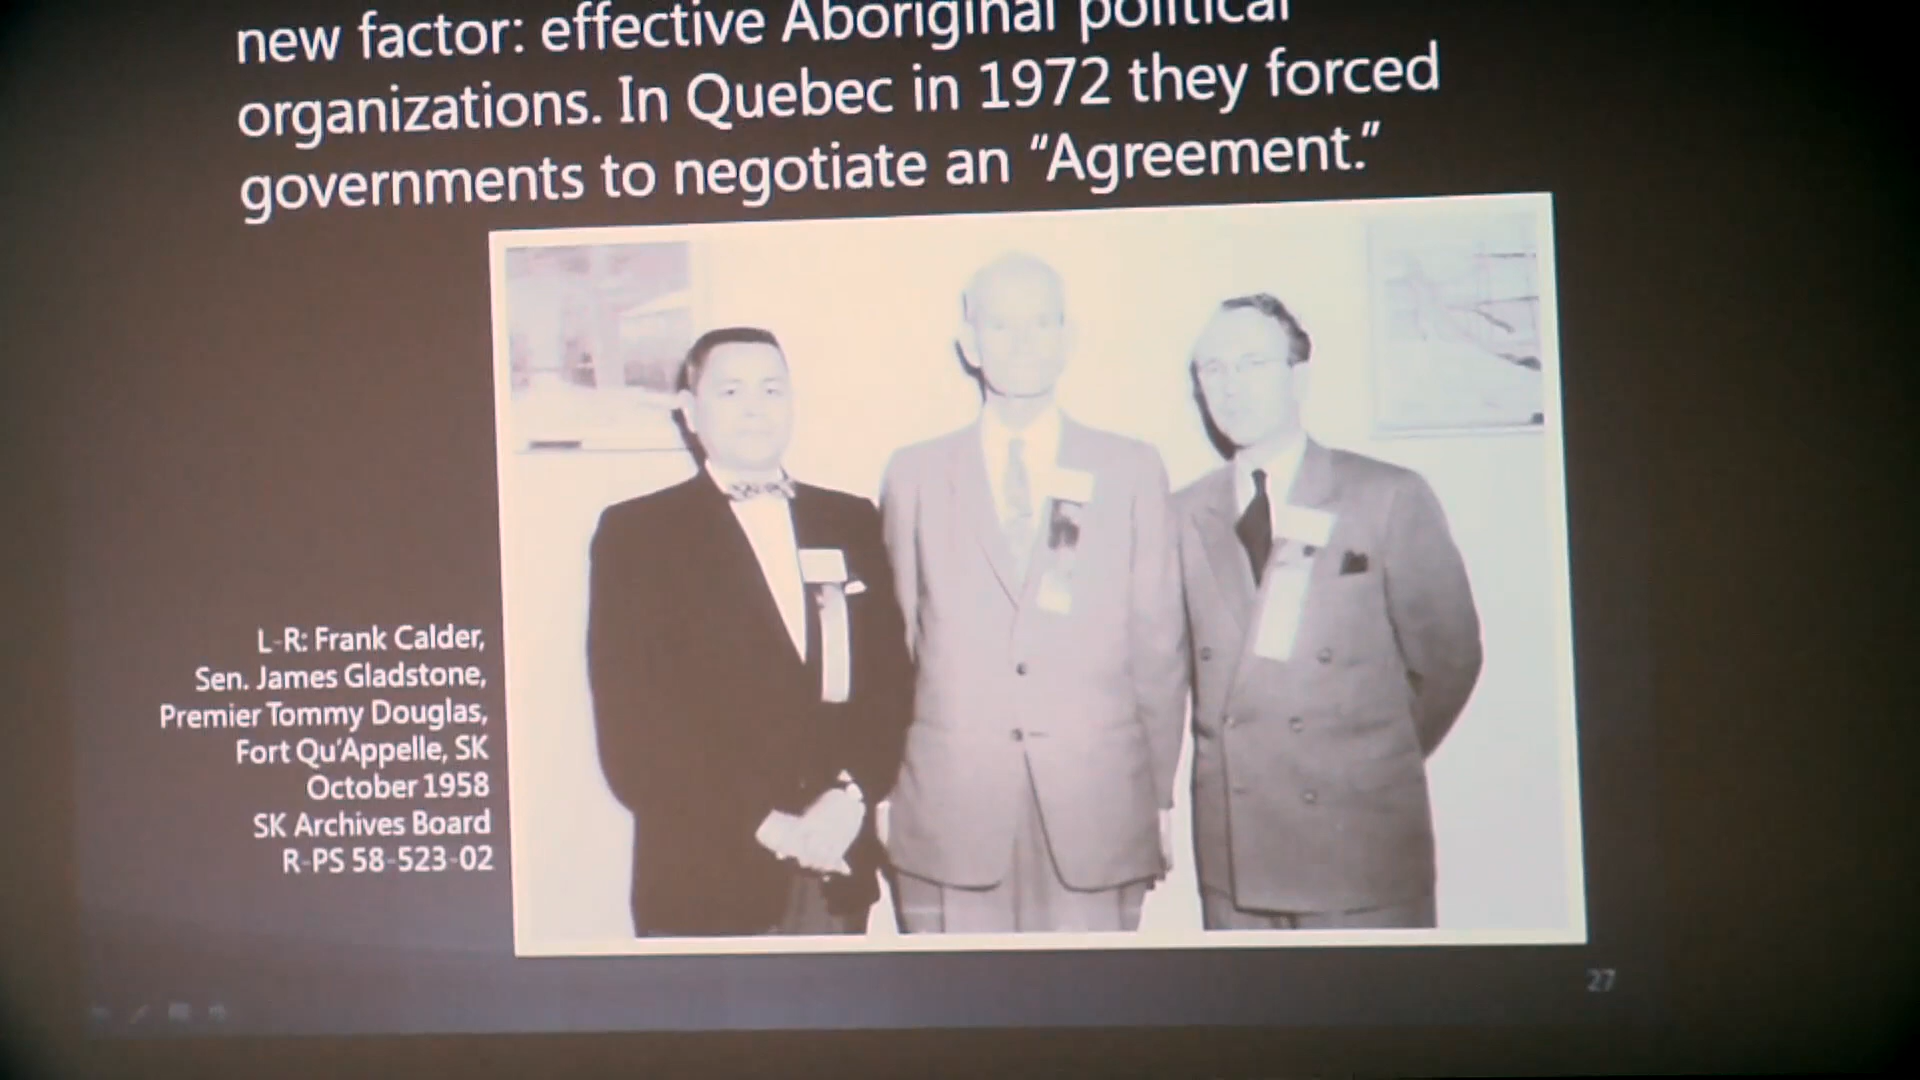 new factor: effective Aboriginal political
organizations. In Quebec in 1972 they forced
governments to negotiate an “Agreement.”
L-R: Frank Calder,
Sen. James Gladstone,
Premier Tommy Douglas,
Fort Qu'Appelle, SK
October 1958
SK Archives Board
R-PS 58-523-02
27